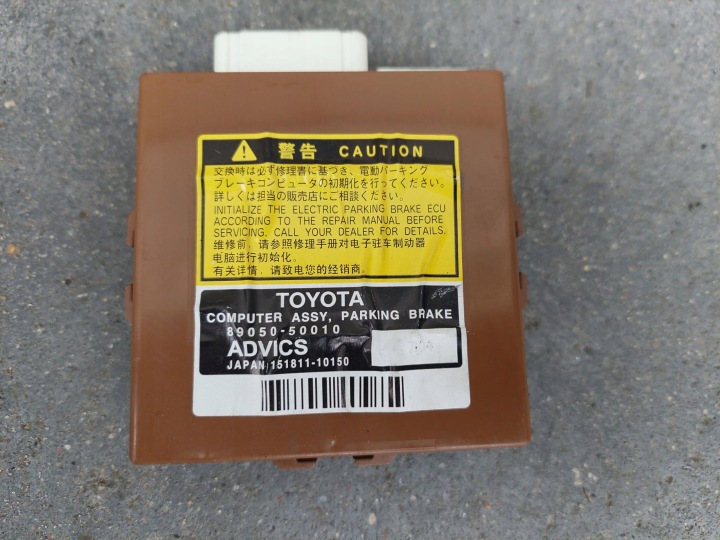 警告 CAUTION
交換時は必ず修理書に基づき、電動パーキング
ブレーキコンピュータの初期化を行ってください。
詳しくは担当の販売店にご相談ください。
INITIALIZE THE ELECTRIC PARKING BRAKE ECU
ACCORDING TO THE REPAIR MANUAL BEFORE
SERVICING. CALL YOUR DEALER FOR DETAILS.
维修前，请参照修理手册对电子驻车制动器
电脑进行初始化。
有关详情，请致电您的经销商。
TOYOTA
COMPUTER ASSY, PARKING BRAKE
89050-50010
ADVICS
JAPAN 151811-10150